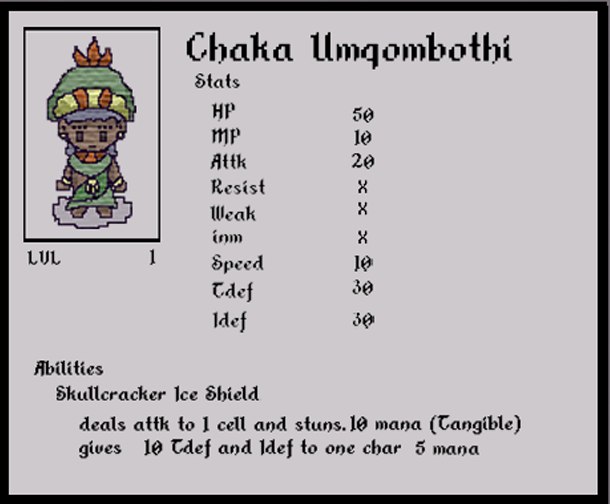 Chaka Umqombothi
Stats
HP 50
MP 10
Attk 20
Resist X
Weak X
inm X
LVL 1
Speed 10
Tdef 30
Idef 30
Abilities
Skullcracker Ice Shield
deals attk to 1 cell and stuns. 10 mana (Tangible)
gives 10 Tdef and Idef to one char 5 mana